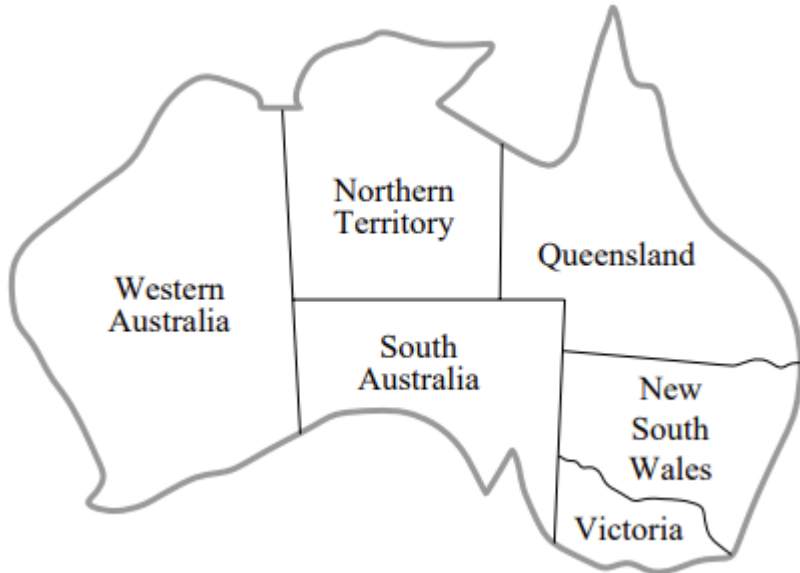 Northern
Territory
Queensland
Western
Australia
South
Australia
New
South
Wales
Victoria